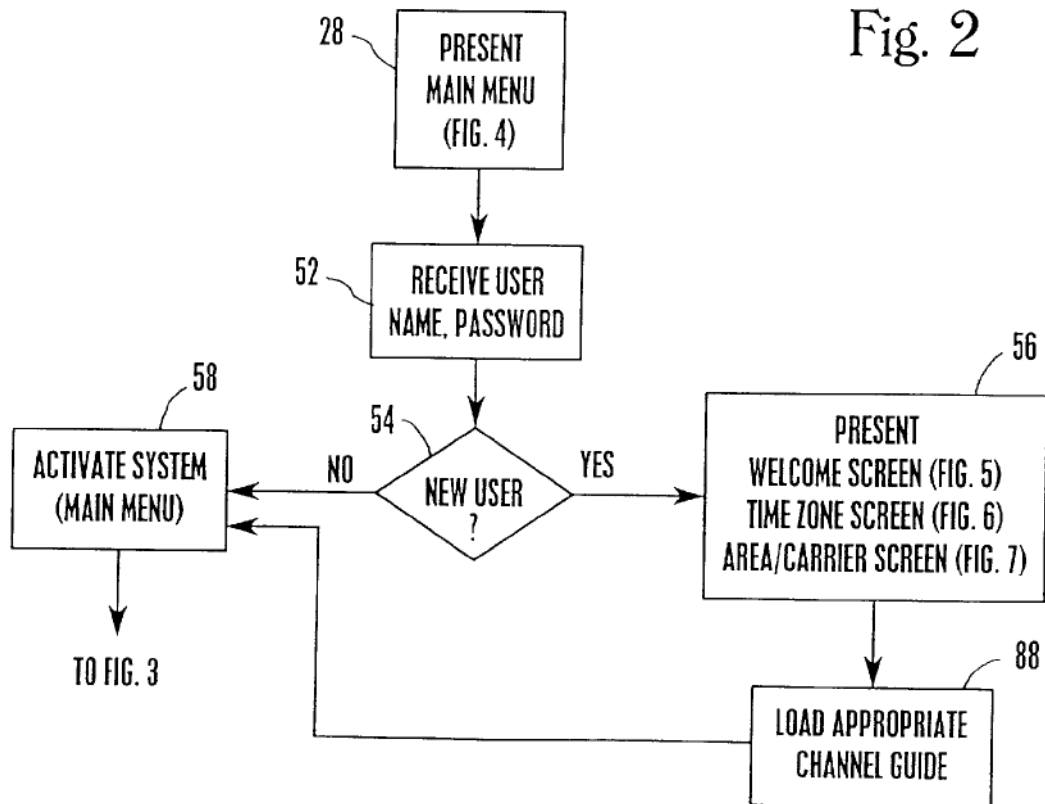 Fig. 2
28
PRESENT
MAIN MENU
(FIG. 4)
52
RECEIVE USER
NAME, PASSWORD
54
NEW USER
?
NO
YES
58
ACTIVATE SYSTEM
(MAIN MENU)
TO FIG. 3
56
PRESENT
WELCOME SCREEN (FIG. 5)
TIME ZONE SCREEN (FIG. 6)
AREA/CARRIER SCREEN (FIG. 7)
88
LOAD APPROPRIATE
CHANNEL GUIDE